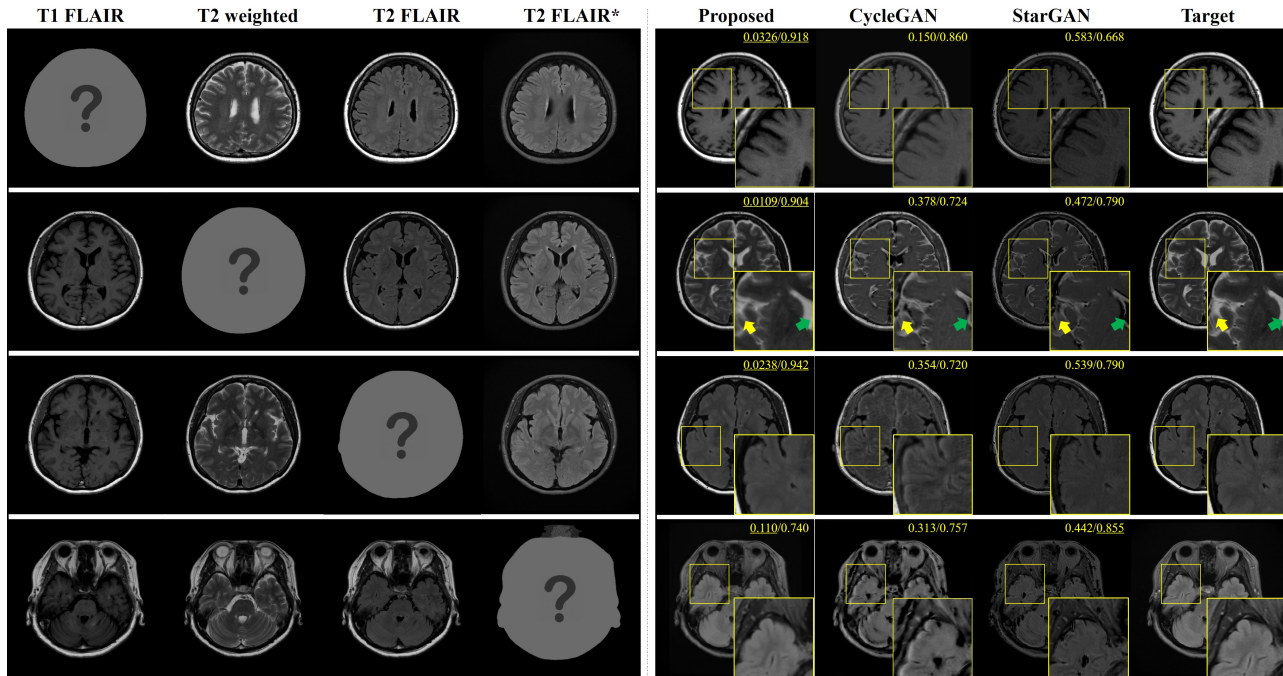 T1 FLAIR T2 weighted T2 FLAIR T2 FLAIR* Proposed CycleGAN StarGAN Target
? 0.0326/0.918 0.150/0.860 0.583/0.668
? 0.0109/0.904 0.378/0.724 0.472/0.790
? 0.0238/0.942 0.354/0.720 0.539/0.790
? 0.110/0.740 0.313/0.757 0.442/0.855